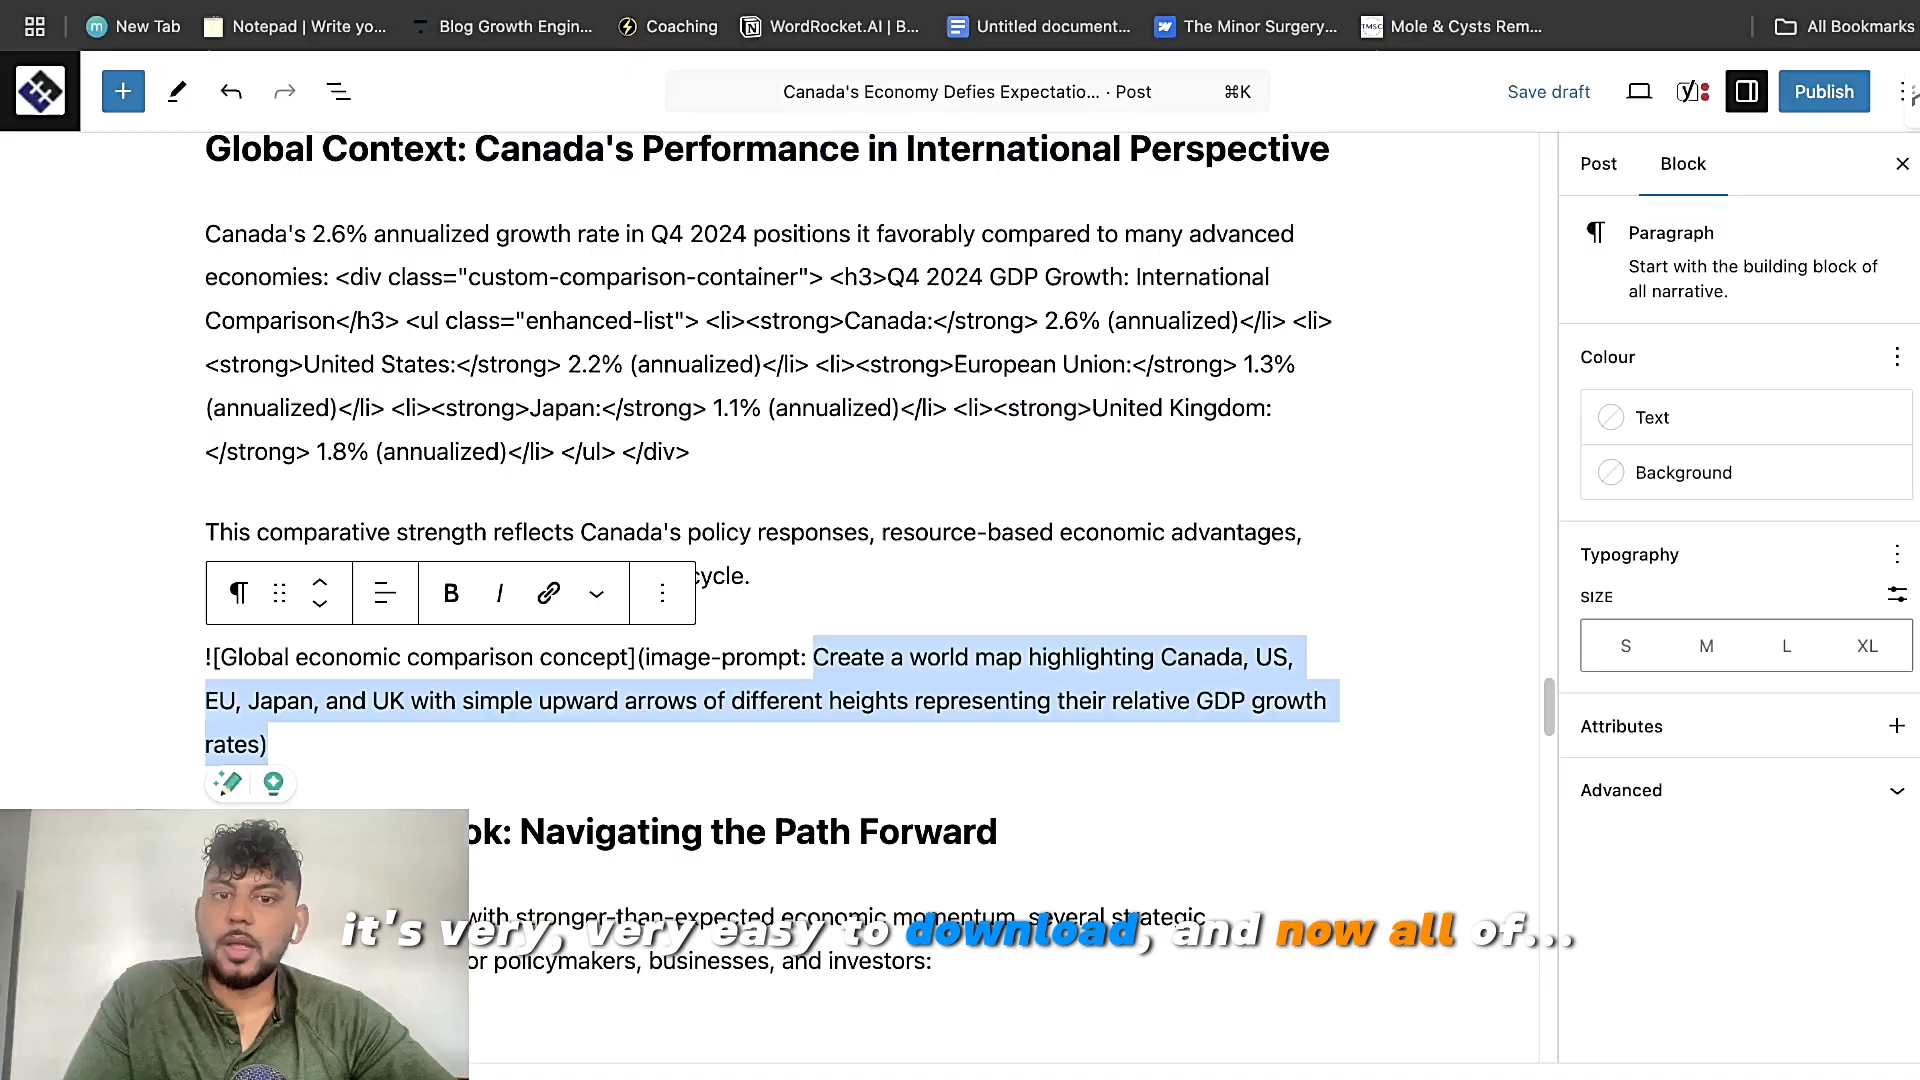 New Tab
Notepad | Write yo...
Blog Growth Engin...
Coaching
WordRocket.AI | B...
Untitled document...
The Minor Surgery...
TMSC
Mole & Cysts Rem...
All Bookmarks
Canada's Economy Defies Expectatio... · Post
⌘K
Save draft
Publish
Global Context: Canada's Performance in International Perspective
Canada's 2.6% annualized growth rate in Q4 2024 positions it favorably compared to many advanced
economies: <div class="custom-comparison-container"> <h3>Q4 2024 GDP Growth: International
Comparison</h3> <ul class="enhanced-list"> <li><strong>Canada:</strong> 2.6% (annualized)</li> <li>
<strong>United States:</strong> 2.2% (annualized)</li> <li><strong>European Union:</strong> 1.3%
(annualized)</li> <li><strong>Japan:</strong> 1.1% (annualized)</li> <li><strong>United Kingdom:
</strong> 1.8% (annualized)</li> </ul> </div>
This comparative strength reflects Canada's policy responses, resource-based economic advantages,
cycle.
B I
![Global economic comparison concept](image-prompt: Create a world map highlighting Canada, US,
EU, Japan, and UK with simple upward arrows of different heights representing their relative GDP growth
rates)
ok: Navigating the Path Forward
with stronger-than-expected economic momentum, several strategic
it's very, very easy to download, and now all of...
or policymakers, businesses, and investors:
Post
Block
Paragraph
Start with the building block of
all narrative.
Colour
Text
Background
Typography
SIZE
S M L XL
Attributes
Advanced